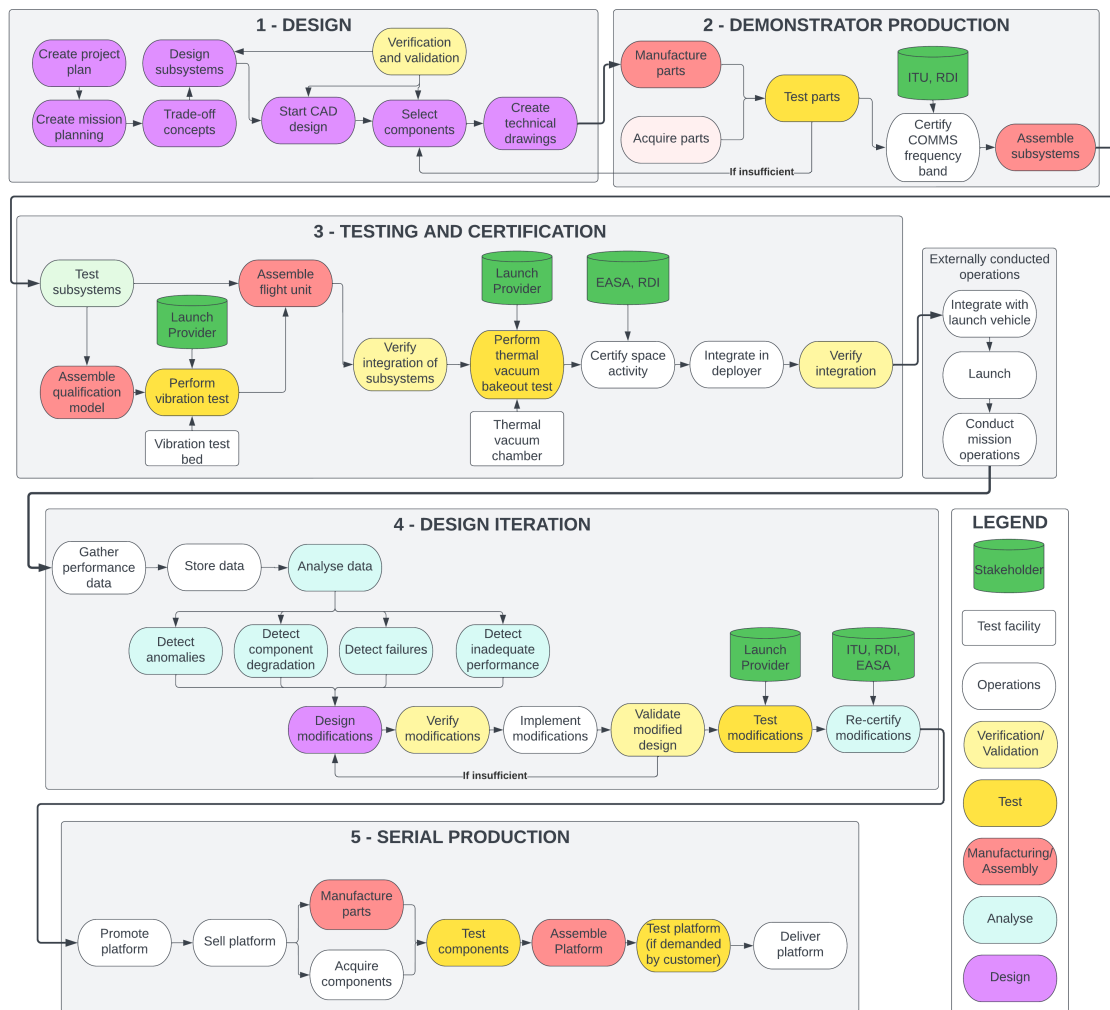 1 - DESIGN
Create project
plan
Design
subsystems
Verification
and validation
Create mission
planning
Trade-off
concepts
Start CAD
design
Select
components
Create
technical
drawings
2 - DEMONSTRATOR PRODUCTION
Manufacture
parts
Acquire parts
Test parts
ITU, RDI
Certify
COMMS
frequency
band
Assemble
subsystems
If insufficient
3 - TESTING AND CERTIFICATION
Test
subsystems
Launch
Provider
Assemble
flight unit
Assemble
qualification
model
Perform
vibration test
Vibration test
bed
Verify
integration of
subsystems
Launch
Provider
Perform
thermal
vacuum
bakeout test
Thermal
vacuum
chamber
EASA, RDI
Certify space
activity
Integrate in
deployer
Verify
integration
Externally conducted
operations
Integrate with
launch vehicle
Launch
Conduct
mission
operations
4 - DESIGN ITERATION
Gather
performance
data
Store data
Analyse data
Detect
anomalies
Detect
component
degradation
Detect failures
Detect
inadequate
performance
Launch
Provider
ITU, RDI,
EASA
Design
modifications
Verify
modifications
Implement
modifications
Validate
modified
design
Test
modifications
Re-certify
modifications
If insufficient
LEGEND
Stakeholder
Test facility
Operations
Verification/
Validation
Test
Manufacturing/
Assembly
Analyse
Design
5 - SERIAL PRODUCTION
Promote
platform
Sell platform
Manufacture
parts
Acquire
components
Test
components
Assemble
Platform
Test platform
(if demanded
by customer)
Deliver
platform